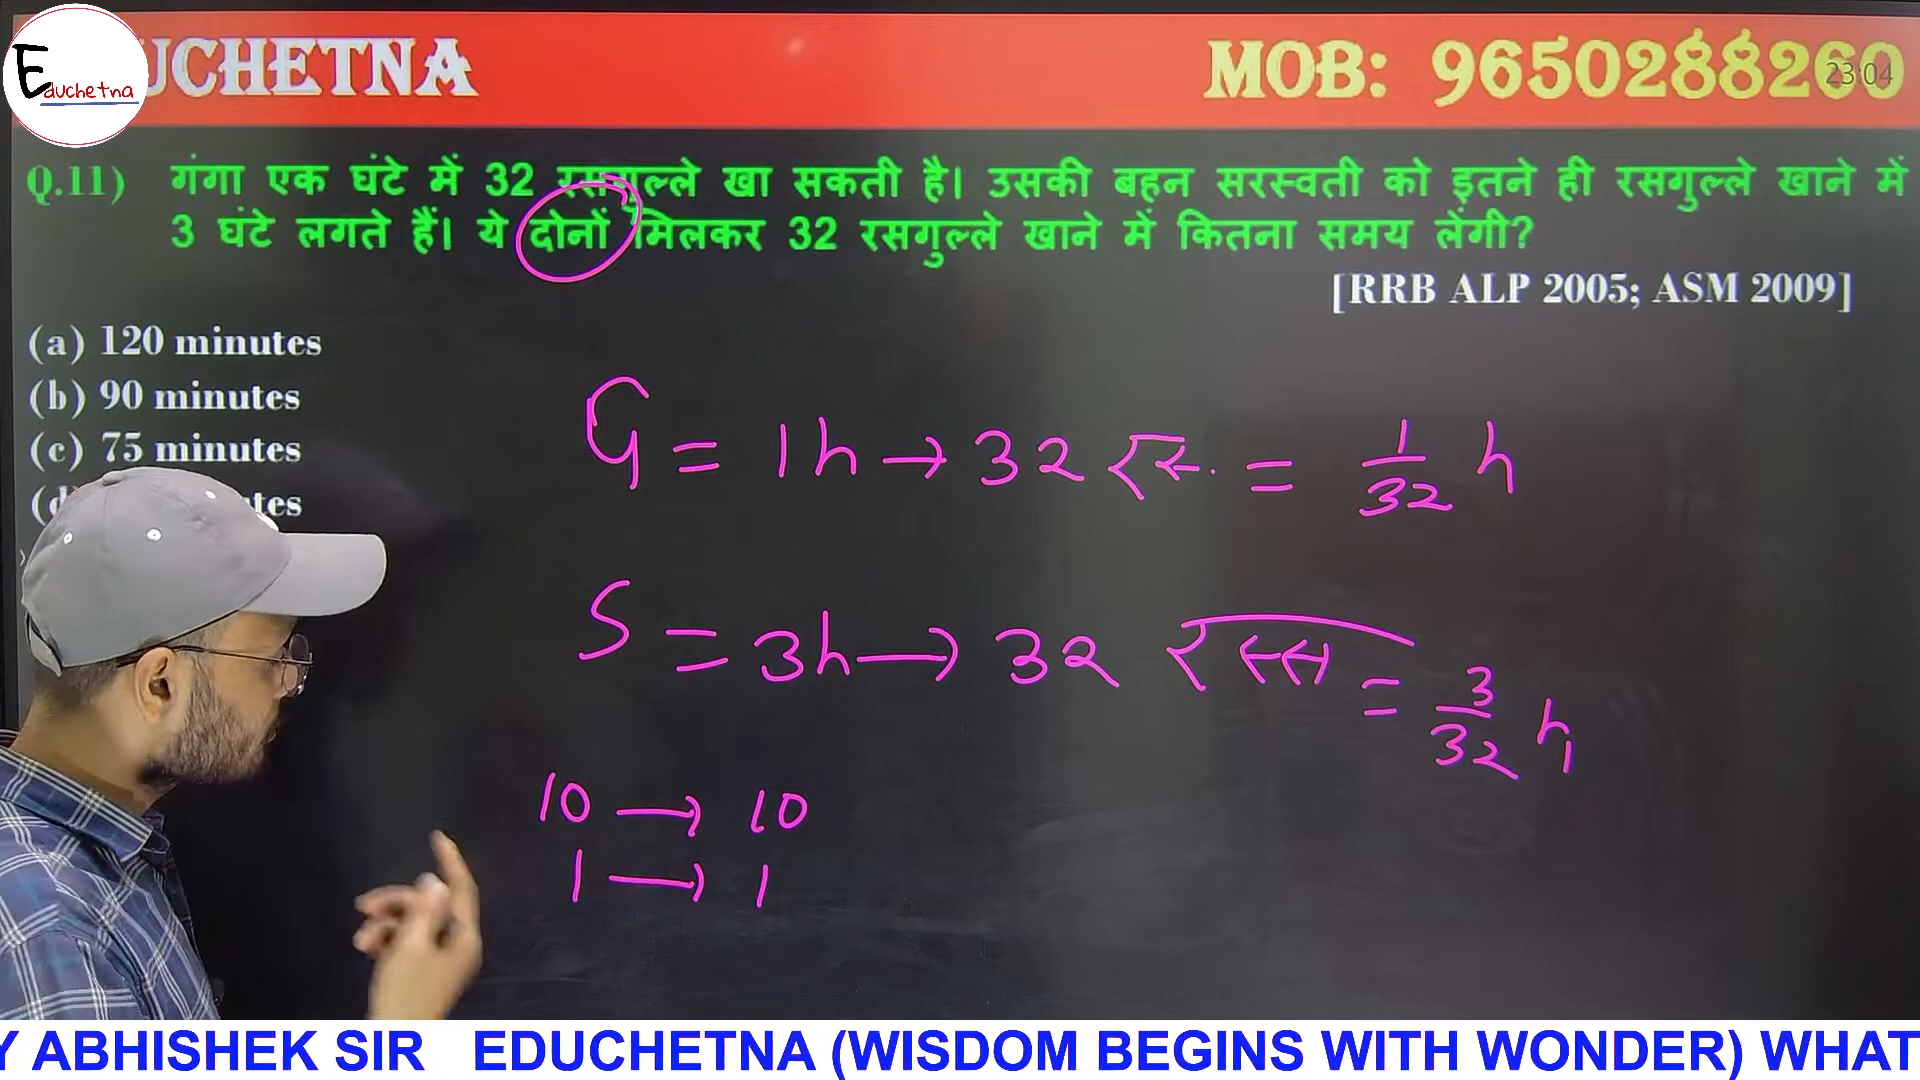 Educhetna
UCHETNA MOB: 9650288260
23:04
Q.11) गंगा एक घंटे में 32 रसगुल्ले खा सकती है। उसकी बहन सरस्वती को इतने ही रसगुल्ले खाने में
3 घंटे लगते हैं। ये दोनों मिलकर 32 रसगुल्ले खाने में कितना समय लेंगी?
[RRB ALP 2005; ASM 2009]
(a) 120 minutes
(b) 90 minutes
(c) 75 minutes
(d tes
G = 1h → 32 = 1/32 h
S = 3h → 32 = 3/32 h
10 → 10
1 → 1
Y ABHISHEK SIR EDUCHETNA (WISDOM BEGINS WITH WONDER) WHAT